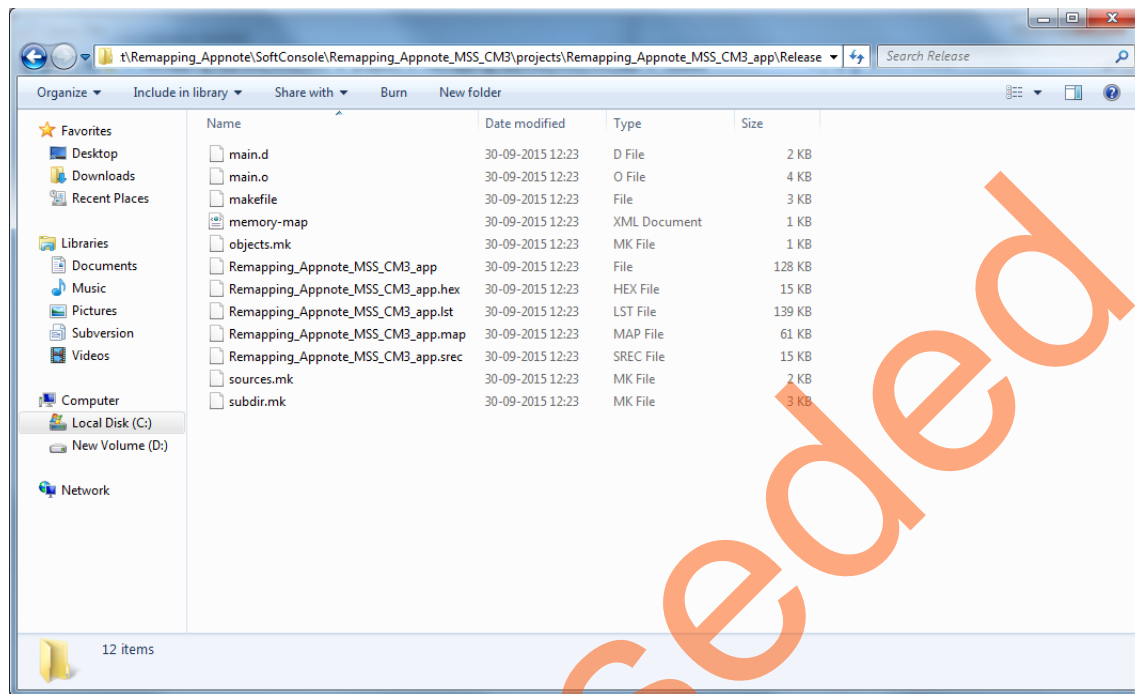 t\Remapping_Appnote\SoftConsole\Remapping_Appnote_MSS_CM3\projects\Remapping_Appnote_MSS_CM3_app\Release
Search Release
Organize Include in library Share with Burn New folder
Favorites
Desktop
Downloads
Recent Places
Libraries
Documents
Music
Pictures
Subversion
Videos
Computer
Local Disk (C:)
New Volume (D:)
Network
Name Date modified Type Size
main.d 30-09-2015 12:23 D File 2 KB
main.o 30-09-2015 12:23 O File 4 KB
makefile 30-09-2015 12:23 File 3 KB
memory-map 30-09-2015 12:23 XML Document 1 KB
objects.mk 30-09-2015 12:23 MK File 1 KB
Remapping_Appnote_MSS_CM3_app 30-09-2015 12:23 File 128 KB
Remapping_Appnote_MSS_CM3_app.hex 30-09-2015 12:23 HEX File 15 KB
Remapping_Appnote_MSS_CM3_app.lst 30-09-2015 12:23 LST File 139 KB
Remapping_Appnote_MSS_CM3_app.map 30-09-2015 12:23 MAP File 61 KB
Remapping_Appnote_MSS_CM3_app.srec 30-09-2015 12:23 SREC File 15 KB
sources.mk 30-09-2015 12:23 MK File 2 KB
subdir.mk 30-09-2015 12:23 MK File 3 KB
12 items
seded